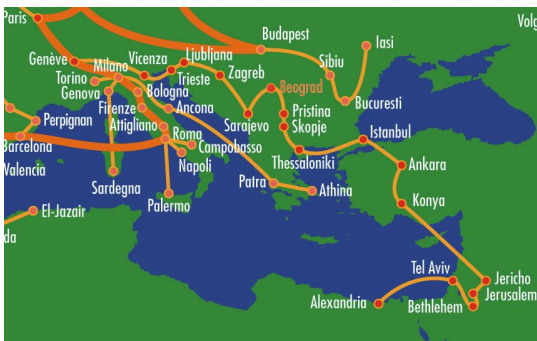 Paris
Volg
Budapest
Iasi
Genève
Milano
Vicenza
Ljubljana
Sibiu
Torino
Trieste
Zagreb
Genova
Bologna
Beograd
Bucuresti
Firenze
Ancona
Pristina
Perpignan
Attigliano
Sarajevo
Skopje
Istanbul
Barcelona
Roma
Campobasso
Thessaloniki
Valencia
Napoli
Ankara
Sardegna
Patra
Athina
Palermo
Konya
El-Jazair
da
Tel Aviv
Jericho
Alexandria
Jerusalem
Bethlehem